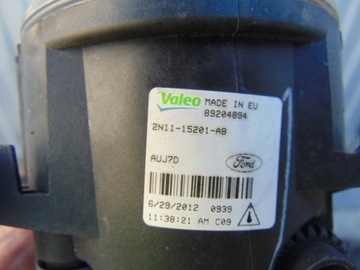 Valeo MADE IN EU
89204894
2N11-15201-AB
AUJ7D
Ford
6/29/2012 0939
11:38:21 AM C09